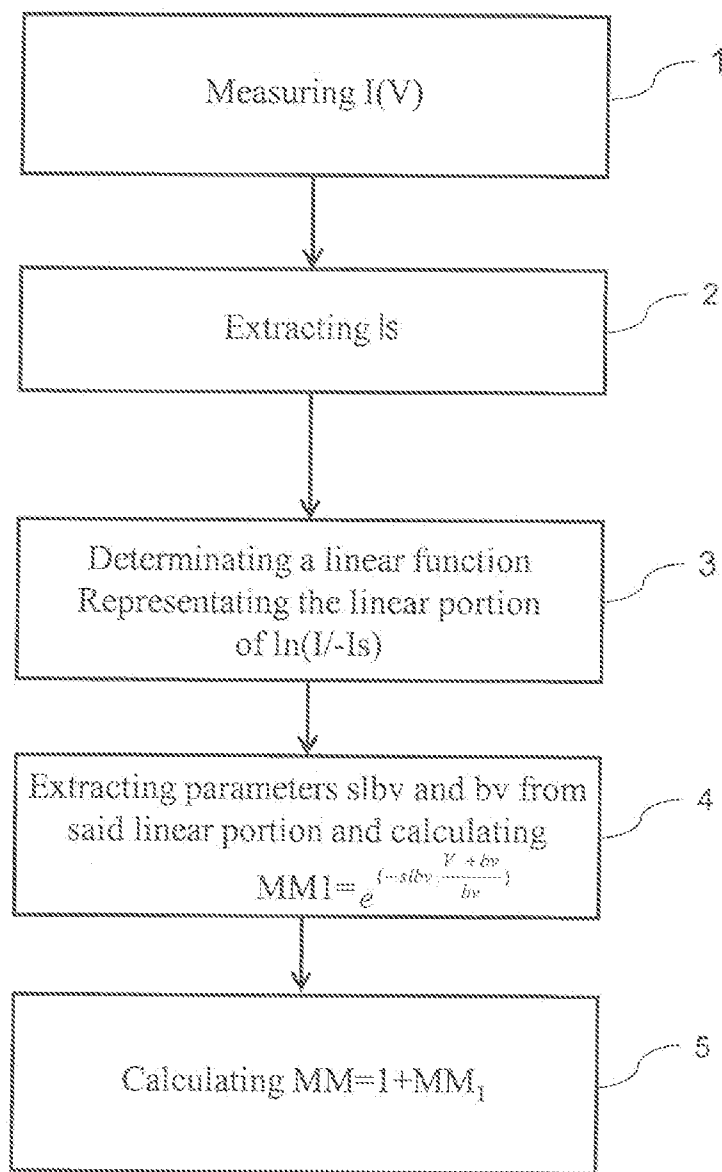 Measuring I(V)
1
Extracting Is
2
Determinating a linear function
Representating the linear portion
of ln(I/-Is)
3
Extracting parameters slbv and bv from
said linear portion and calculating
MM1=e^{(-slbv.\frac{V+bv}{bv})}
4
Calculating MM=1+MM₁
5